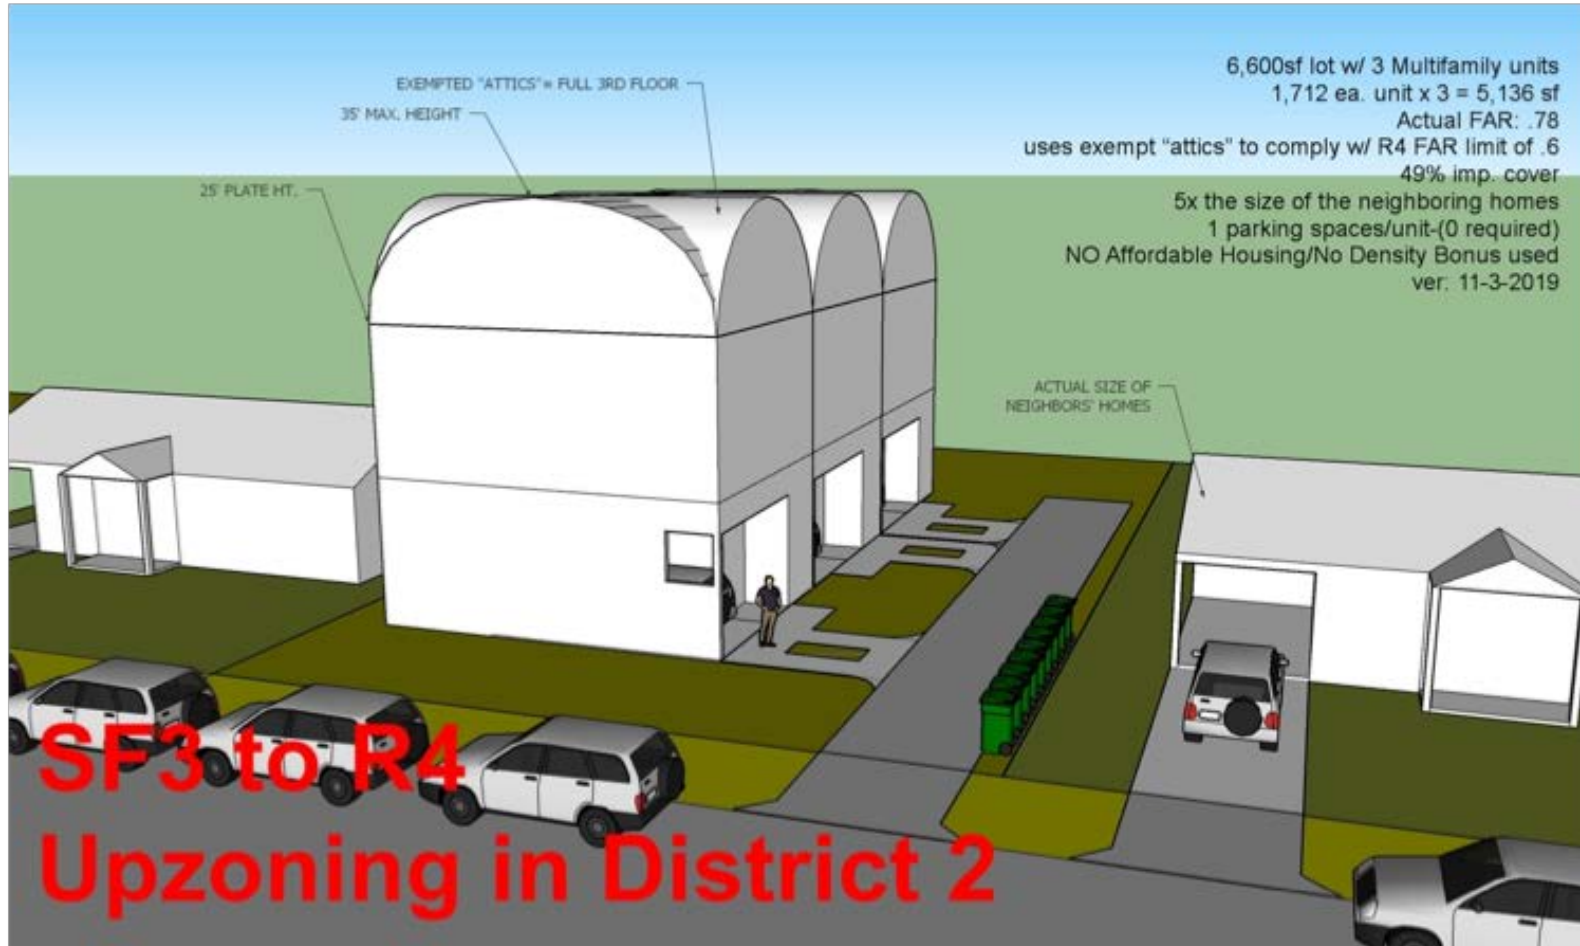 EXEMPTED "ATTICS"= FULL 3RD FLOOR
35' MAX. HEIGHT
25' PLATE HT.
6,600sf lot w/ 3 Multifamily units
1,712 ea. unit x 3 = 5,136 sf
Actual FAR: .78
uses exempt “attics” to comply w/ R4 FAR limit of .6
49% imp. cover
5x the size of the neighboring homes
1 parking spaces/unit-(0 required)
NO Affordable Housing/No Density Bonus used
ver: 11-3-2019
ACTUAL SIZE OF
NEIGHBORS' HOMES
SF3 to R4
Upzoning in District 2